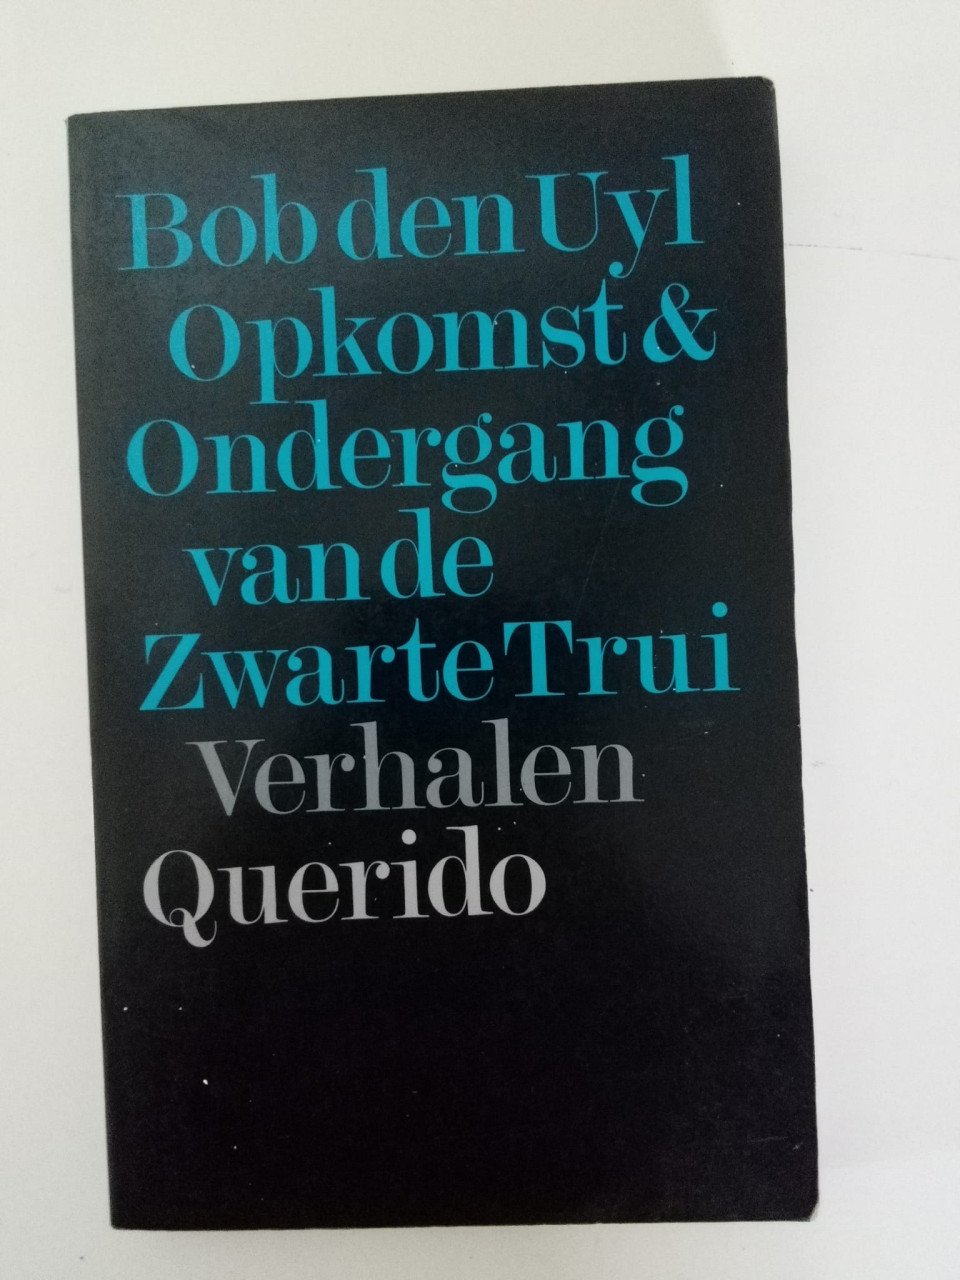 Bob den Uyl
Opkomst &
Ondergang
van de
Zwarte Trui
Verhalen
Querido